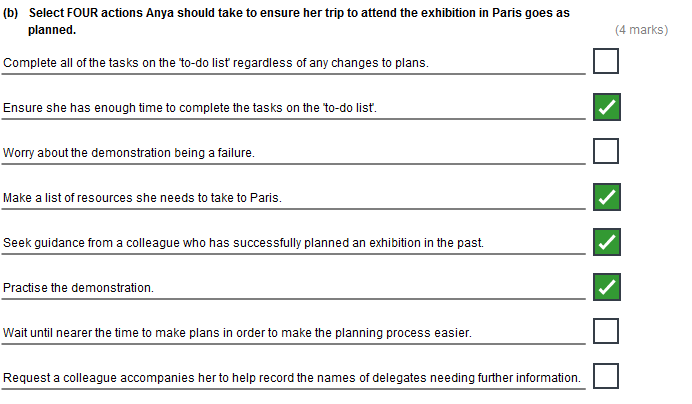 (b) Select FOUR actions Anya should take to ensure her trip to attend the exhibition in Paris goes as
planned. (4 marks)
Complete all of the tasks on the 'to-do list' regardless of any changes to plans.
Ensure she has enough time to complete the tasks on the 'to-do list'.
Worry about the demonstration being a failure.
Make a list of resources she needs to take to Paris.
Seek guidance from a colleague who has successfully planned an exhibition in the past.
Practise the demonstration.
Wait until nearer the time to make plans in order to make the planning process easier.
Request a colleague accompanies her to help record the names of delegates needing further information.